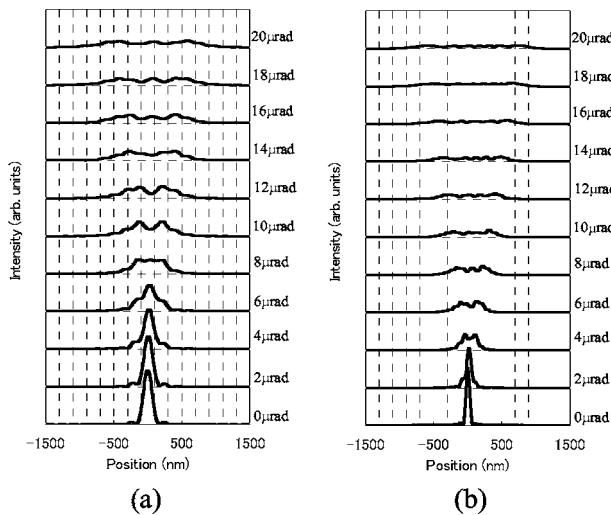 20μrad
18μrad
16μrad
14μrad
12μrad
10μrad
8μrad
6μrad
4μrad
2μrad
0μrad
Intensity (arb. units)
−1500 −500 500 1500
Position (nm)
(a)
20μrad
18μrad
16μrad
14μrad
12μrad
10μrad
8μrad
6μrad
4μrad
2μrad
0μrad
Intensity (arb. units)
−1500 −500 500 1500
Position (nm)
(b)